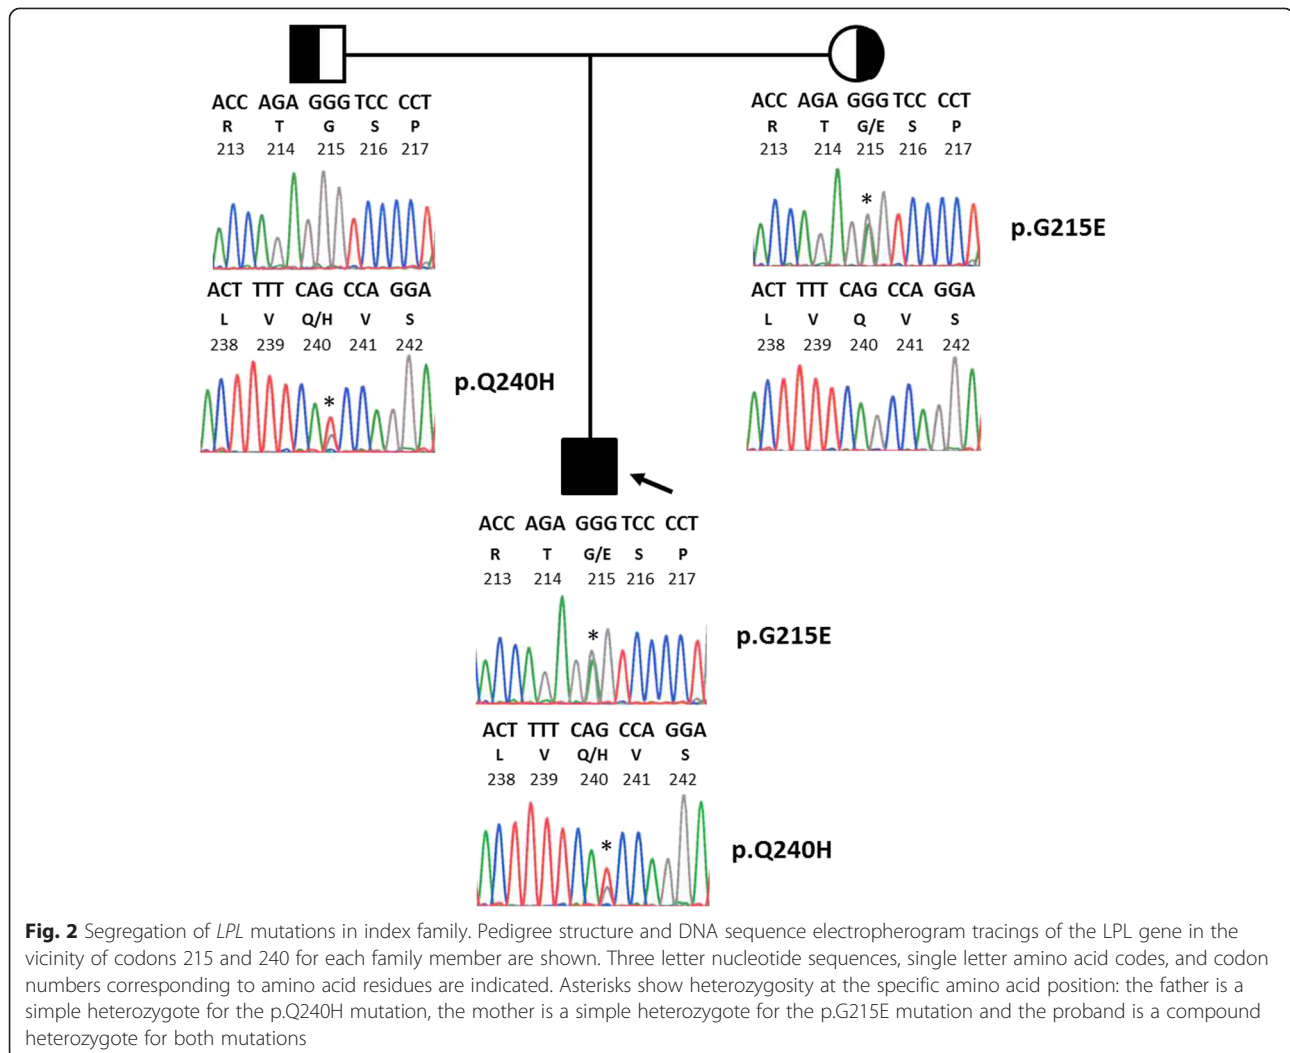 ACC AGA GGG TCC CCT
R T G S P
213 214 215 216 217
ACT TTT CAG CCA GGA
L V Q/H V S
238 239 240 241 242
*
p.Q240H
ACC AGA GGG TCC CCT
R T G/E S P
213 214 215 216 217
*
p.G215E
ACT TTT CAG CCA GGA
L V Q V S
238 239 240 241 242
ACC AGA GGG TCC CCT
R T G/E S P
213 214 215 216 217
*
p.G215E
ACT TTT CAG CCA GGA
L V Q/H V S
238 239 240 241 242
*
p.Q240H
Fig. 2 Segregation of LPL mutations in index family. Pedigree structure and DNA sequence electropherogram tracings of the LPL gene in the
vicinity of codons 215 and 240 for each family member are shown. Three letter nucleotide sequences, single letter amino acid codes, and codon
numbers corresponding to amino acid residues are indicated. Asterisks show heterozygosity at the specific amino acid position: the father is a
simple heterozygote for the p.Q240H mutation, the mother is a simple heterozygote for the p.G215E mutation and the proband is a compound
heterozygote for both mutations